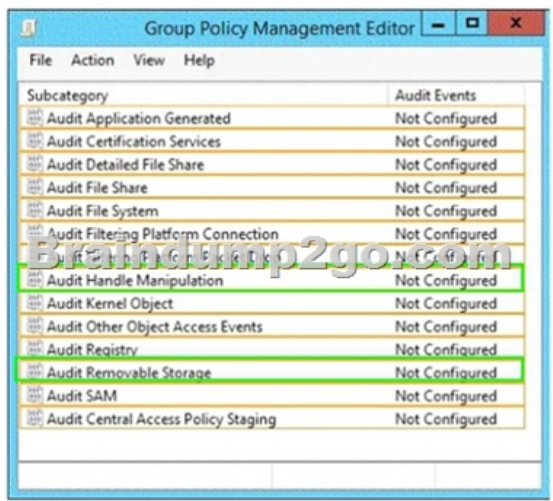 Group Policy Management Editor
File Action View Help
Subcategory Audit Events
Audit Application Generated Not Configured
Audit Certification Services Not Configured
Audit Detailed File Share Not Configured
Audit File Share Not Configured
Audit File System Not Configured
Audit Filtering Platform Connection Not Configured
Braindump2go.com
Audit Handle Manipulation Not Configured
Audit Kernel Object Not Configured
Audit Other Object Access Events Not Configured
Audit Registry Not Configured
Audit Removable Storage Not Configured
Audit SAM Not Configured
Audit Central Access Policy Staging Not Configured